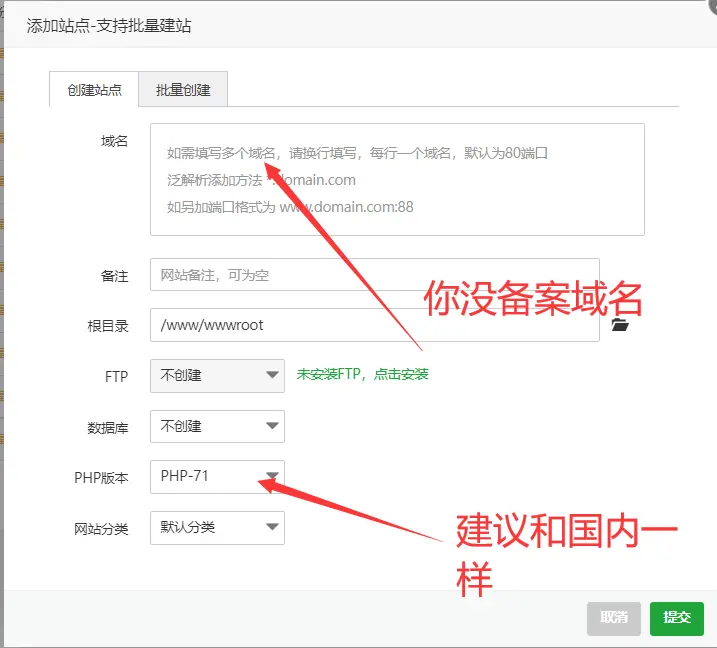 添加站点-支持批量建站
创建站点
批量创建
域名
如需填写多个域名，请换行填写，每行一个域名，默认为80端口
泛解析添加方法 *.domain.com
如另加端口格式为 www.domain.com:88
备注
网站备注，可为空
你没备案域名
根目录
/www/wwwroot
FTP
不创建
未安装FTP，点击安装
数据库
不创建
PHP版本
PHP-71
建议和国内一
样
网站分类
默认分类
取消
提交